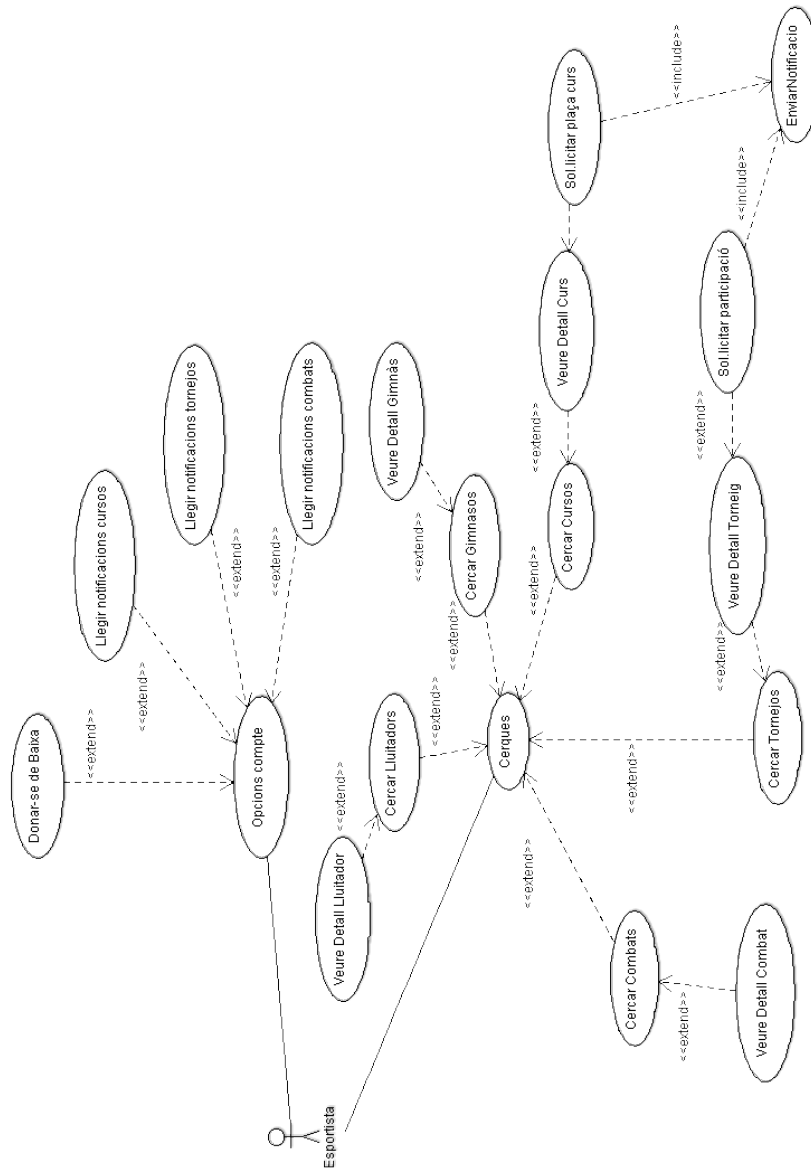 Donar-se de Baixa
<<extend>>
Llegir notificacions cursos
<<extend>>
Llegir notificacions tornejos
<<extend>>
<<extend>>
Llegir notificacions combats
Opcions compte
Esportista
Veure Detall Lluitador
<<extend>>
Cercar Lluitadors
<<extend>>
Veure Detall Gimnàs
<<extend>>
Cercar Gimnasos
<<extend>>
Cerques
<<extend>>
Cercar Cursos
<<extend>>
Veure Detall Curs
Sol.licitar plaça curs
<<include>>
EnviarNotificacio
<<include>>
Sol.licitar participació
<<extend>>
Veure Detall Torneig
<<extend>>
Cercar Tornejos
<<extend>>
<<extend>>
Cercar Combats
<<extend>>
Veure Detall Combat